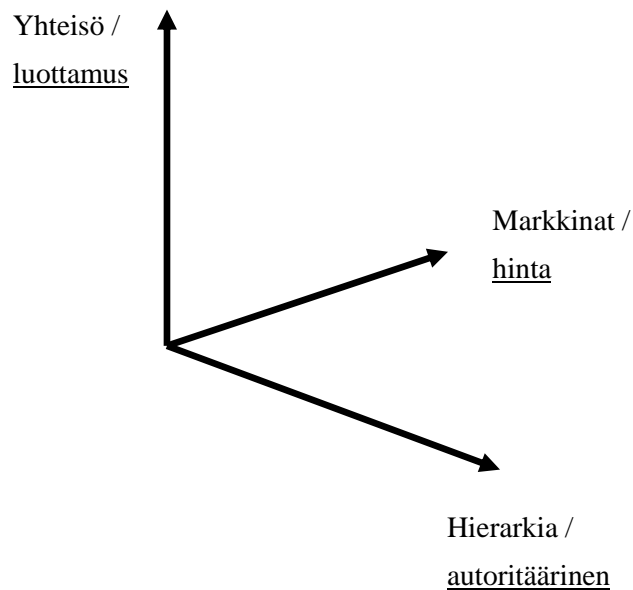 Yhteisö /
luottamus
Markkinat /
hinta
Hierarkia /
autoritäärinen